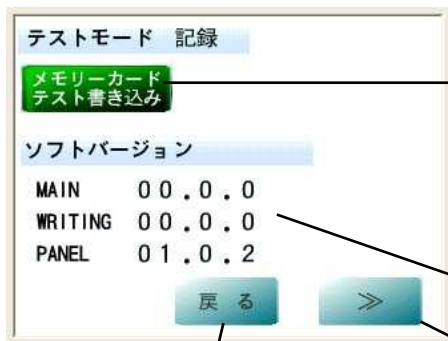 テストモード 記録
メモリーカード
テスト書き込み
ソフトバージョン
MAIN 00.0.0
WRITING 00.0.0
PANEL 01.0.2
戻る ≫